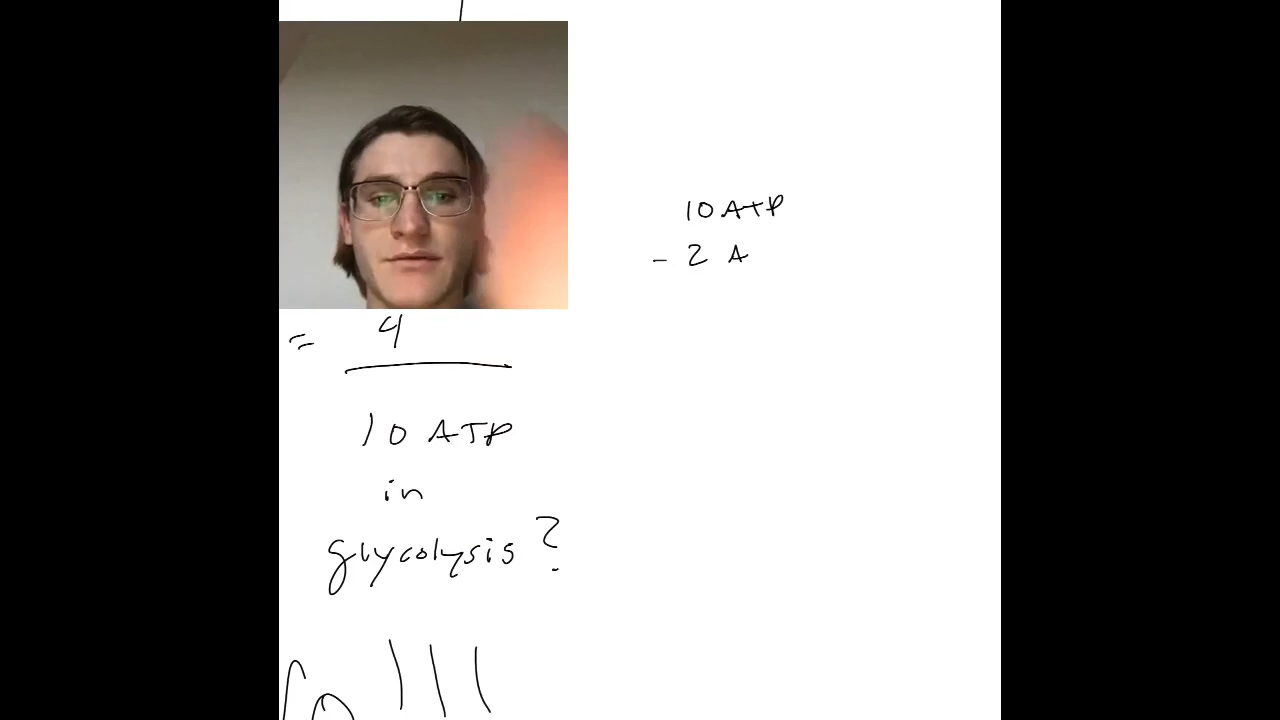 = 4
10 ATP
in
glycolysis?
10 ATP
- 2 A